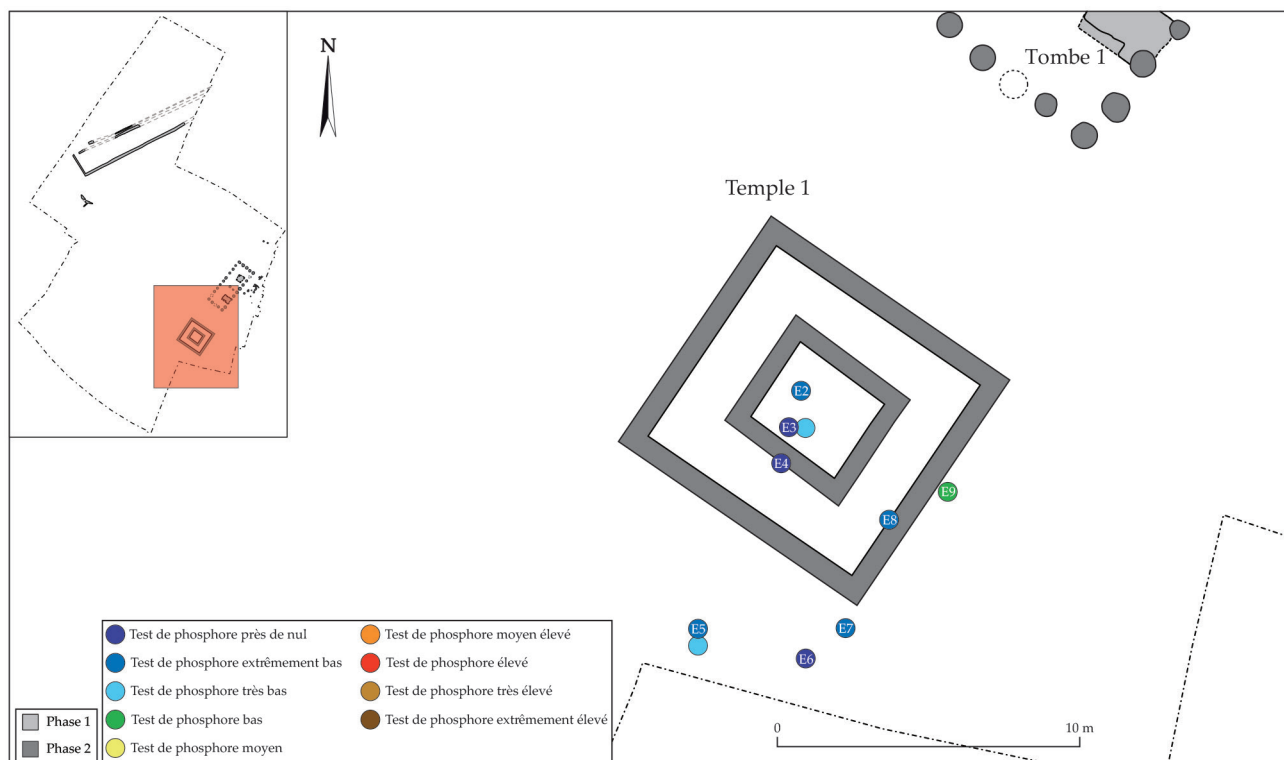 N
Tombe 1
Temple 1
E2
E3
E4
E9
E8
E5
E7
E6
Test de phosphore près de nul
Test de phosphore extrêmement bas
Test de phosphore très bas
Test de phosphore bas
Test de phosphore moyen
Test de phosphore moyen élevé
Test de phosphore élevé
Test de phosphore très élevé
Test de phosphore extrêmement élevé
Phase 1
Phase 2
0 10 m